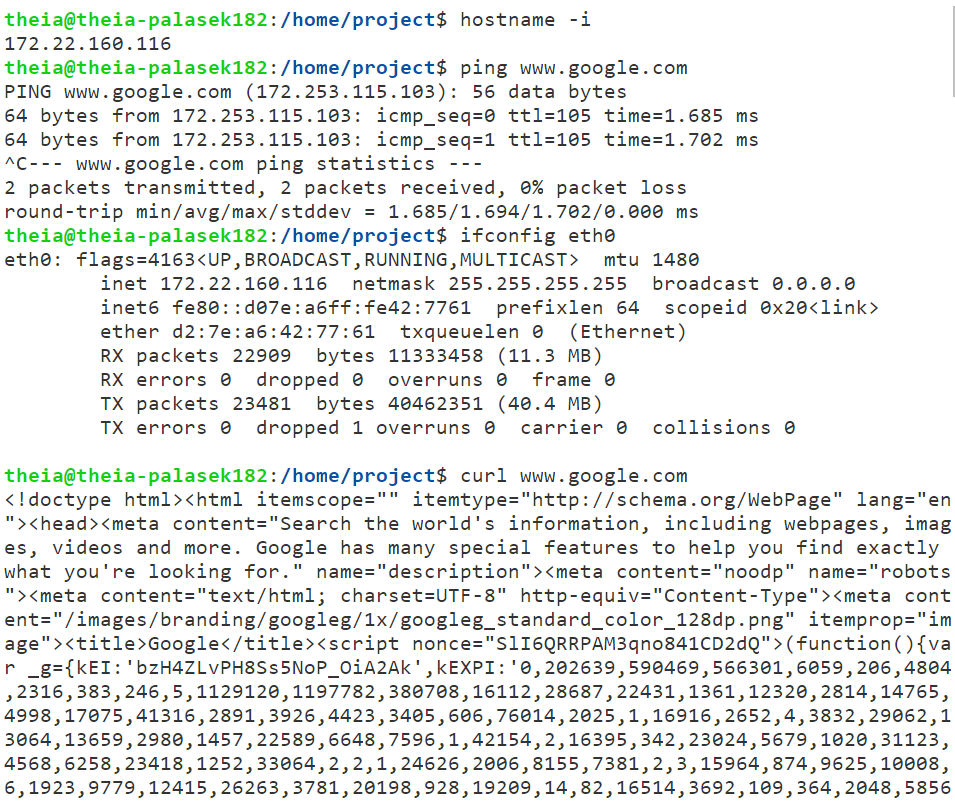 theia@theia-palasek182:/home/project$ hostname -i
172.22.160.116
theia@theia-palasek182:/home/project$ ping www.google.com
PING www.google.com (172.253.115.103): 56 data bytes
64 bytes from 172.253.115.103: icmp_seq=0 ttl=105 time=1.685 ms
64 bytes from 172.253.115.103: icmp_seq=1 ttl=105 time=1.702 ms
^C--- www.google.com ping statistics ---
2 packets transmitted, 2 packets received, 0% packet loss
round-trip min/avg/max/stddev = 1.685/1.694/1.702/0.000 ms
theia@theia-palasek182:/home/project$ ifconfig eth0
eth0: flags=4163<UP,BROADCAST,RUNNING,MULTICAST>  mtu 1480
        inet 172.22.160.116  netmask 255.255.255.255  broadcast 0.0.0.0
        inet6 fe80::d07e:a6ff:fe42:7761  prefixlen 64  scopeid 0x20<link>
        ether d2:7e:a6:42:77:61  txqueuelen 0  (Ethernet)
        RX packets 22909  bytes 11333458 (11.3 MB)
        RX errors 0  dropped 0  overruns 0  frame 0
        TX packets 23481  bytes 40462351 (40.4 MB)
        TX errors 0  dropped 1 overruns 0  carrier 0  collisions 0
theia@theia-palasek182:/home/project$ curl www.google.com
<!doctype html><html itemscope="" itemtype="http://schema.org/WebPage" lang="en
"><head><meta content="Search the world's information, including webpages, imag
es, videos and more. Google has many special features to help you find exactly
what you're looking for." name="description"><meta content="noodp" name="robots
"><meta content="text/html; charset=UTF-8" http-equiv="Content-Type"><meta cont
ent="/images/branding/googleg/1x/googleg_standard_color_128dp.png" itemprop="im
age"><title>Google</title><script nonce="SlI6QRRPAM3qno841CD2dQ">(function(){va
r _g={kEI:'bzH4ZLvPH8Ss5NoP_OiA2Ak',kEXPI:'0,202639,590469,566301,6059,206,4804
,2316,383,246,5,1129120,1197782,380708,16112,28687,22431,1361,12320,2814,14765,
4998,17075,41316,2891,3926,4423,3405,606,76014,2025,1,16916,2652,4,3832,29062,1
3064,13659,2980,1457,22589,6648,7596,1,42154,2,16395,342,23024,5679,1020,31123,
4568,6258,23418,1252,33064,2,2,1,24626,2006,8155,7381,2,3,15964,874,9625,10008,
6,1923,9779,12415,26263,3781,20198,928,19209,14,82,16514,3692,109,364,2048,5856